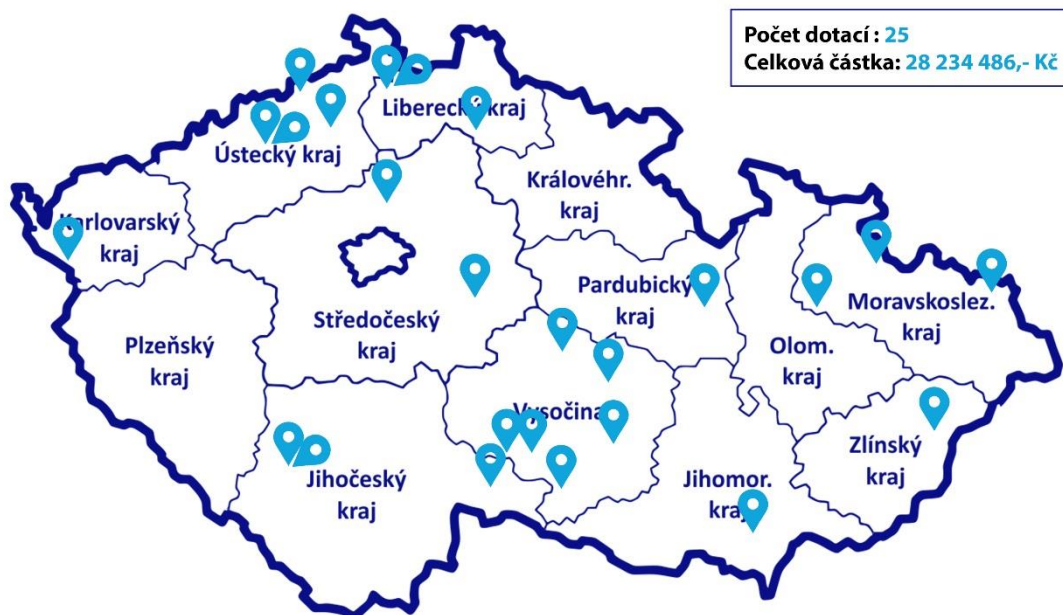 Počet dotací : 25
Celková částka: 28 234 486,- Kč
Liberecký kraj
Ústecký kraj
Královéhr.
kraj
Karlovarský
kraj
Pardubický
kraj
Moravskoslez.
kraj
Středočeský
kraj
Plzeňský
kraj
Olom.
kraj
Vysočina
Zlínský
kraj
Jihočeský
kraj
Jihomor.
kraj